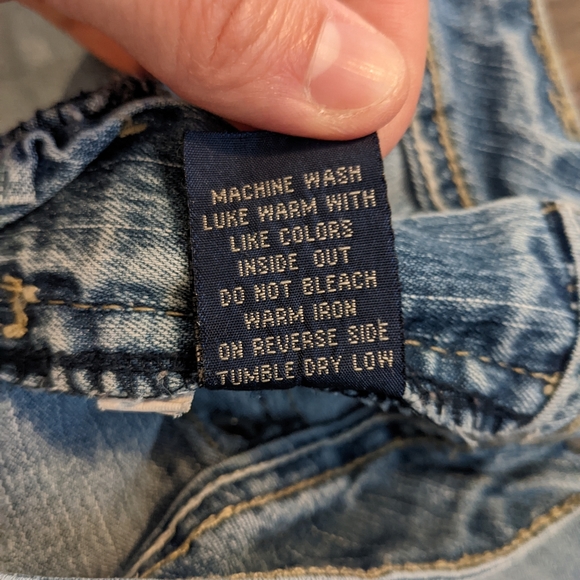 MACHINE WASH
LUKE WARM WITH
LIKE COLORS
INSIDE OUT
DO NOT BLEACH
WARM IRON
ON REVERSE SIDE
TUMBLE DAY LOW